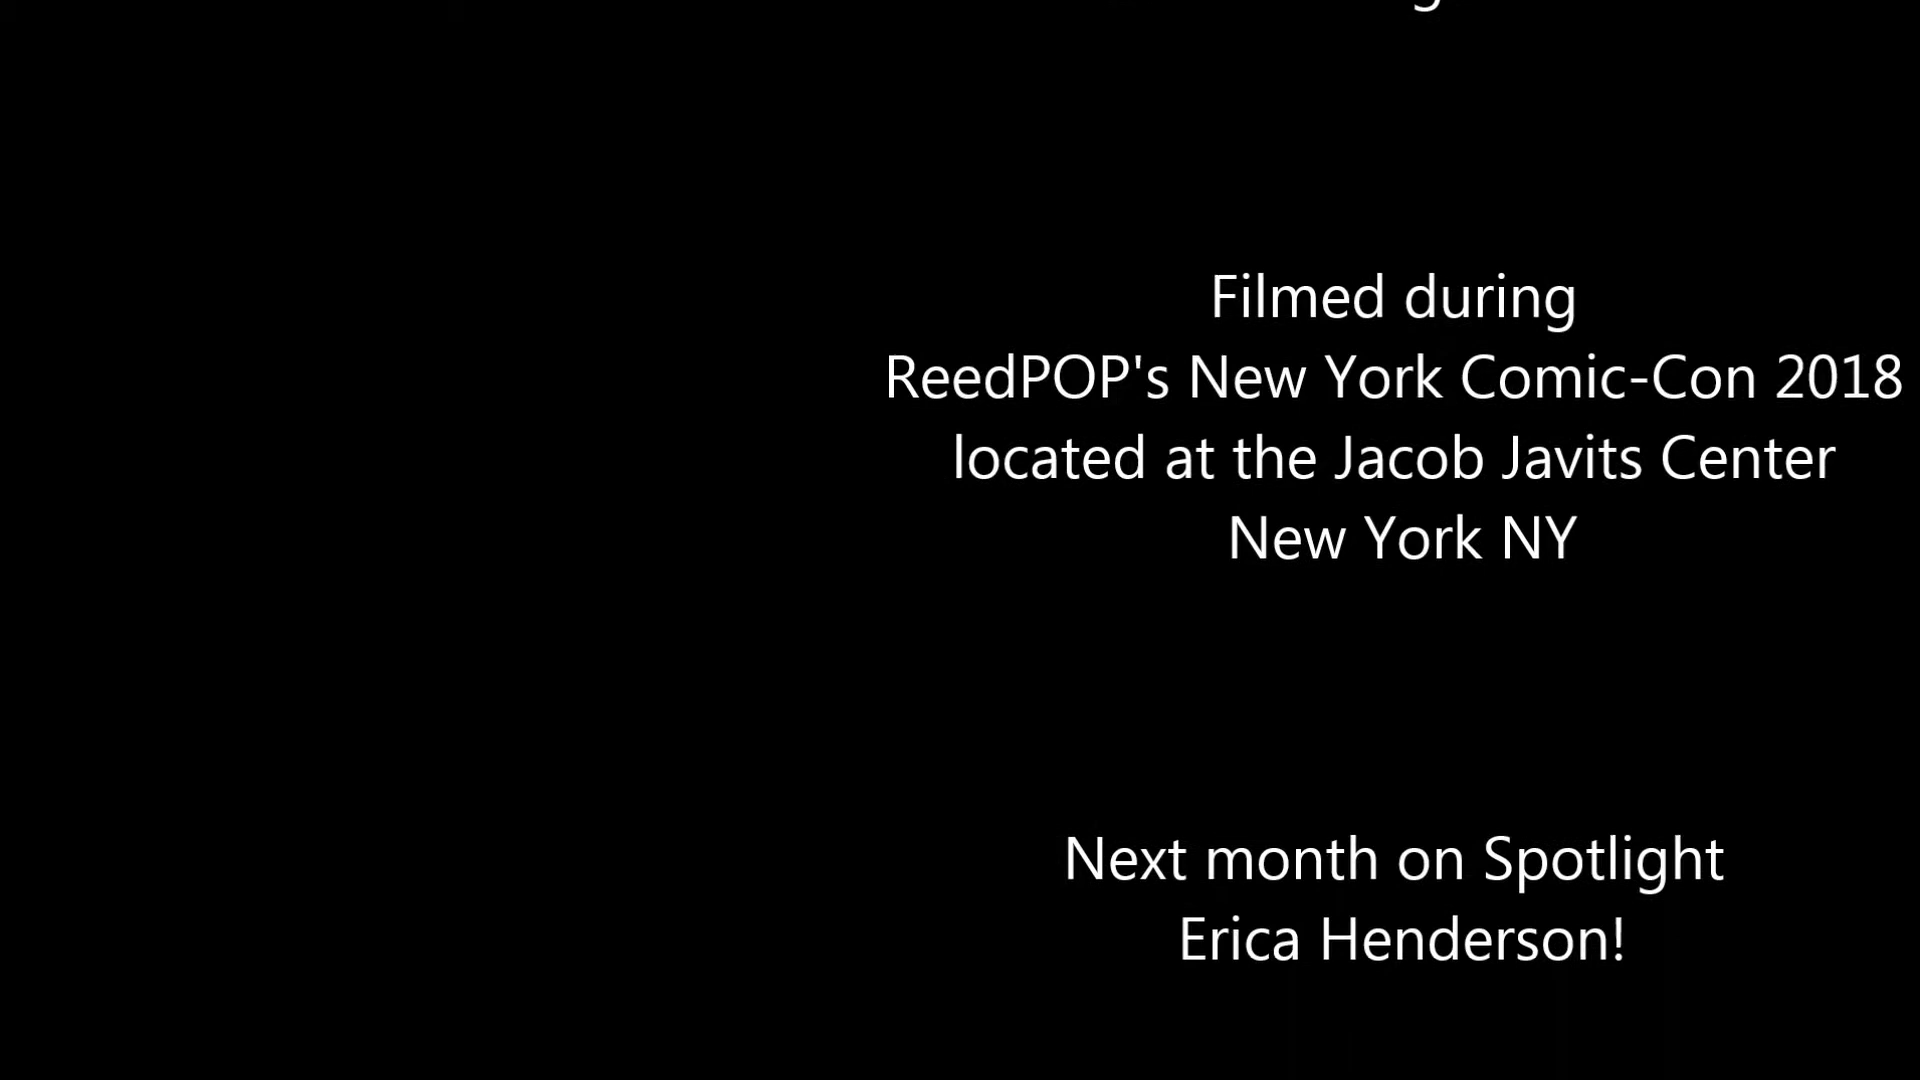 Filmed during
ReedPOP's New York Comic-Con 2018
located at the Jacob Javits Center
New York NY
Next month on Spotlight
Erica Henderson!